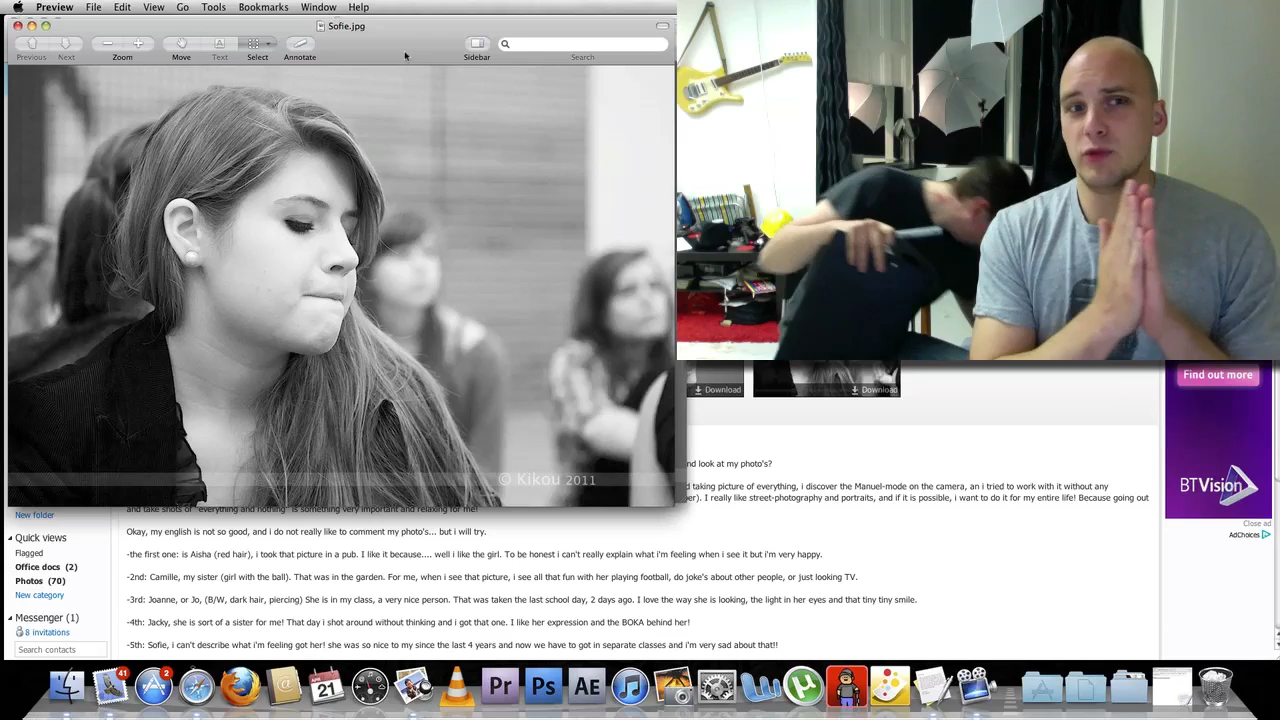 Preview File Edit View Go Tools Bookmarks Window Help
Sofie.jpg
Previous Next Zoom Move Text Select Annotate Sidebar Search
© Kikou 2011
Download Download
Find out more
BTVision
Close ad
AdChoices
nd look at my photo's?
d taking picture of everything, i discover the Manuel-mode on the camera, an i tried to work with it without any
er). I really like street-photography and portraits, and if it is possible, i want to do it for my entire life! Because going out
and take shots of "everything and nothing" is something very important and relaxing for me!
Okay, my english is not so good, and i do not really like to comment my photo's... but i will try.
-the first one: is Aisha (red hair), i took that picture in a pub. I like it because.... well i like the girl. To be honest i can't really explain what i'm feeling when i see it but i'm very happy.
-2nd: Camille, my sister (girl with the ball). That was in the garden. For me, when i see that picture, i see all that fun with her playing football, do joke's about other people, or just looking TV.
-3rd: Joanne, or Jo, (B/W, dark hair, piercing) She is in my class, a very nice person. That was taken the last school day, 2 days ago. I love the way she is looking, the light in her eyes and that tiny tiny smile.
-4th: Jacky, she is sort of a sister for me! That day i shot around without thinking and i got that one. I like her expression and the BOKA behind her!
-5th: Sofie, i can't describe what i'm feeling got her! she was so nice to my since the last 4 years and now we have to got in separate classes and i'm very sad about that!!
New folder
Quick views
Flagged
Office docs (2)
Photos (70)
New category
Messenger (1)
8 invitations
Search contacts
41
2
APR
21
Pr
Ps
AE